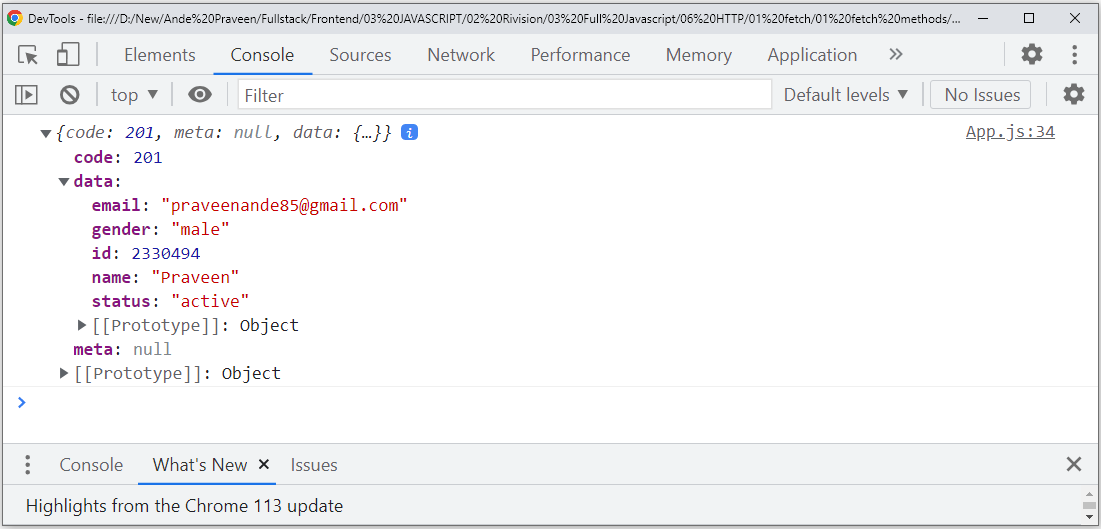 DevTools - file:///D:/New/Ande%20Praveen/Fullstack/Frontend/03%20JAVASCRIPT/02%20Rivision/03%20Full%20Javascript/06%20HTTP/01%20fetch/01%20fetch%20methods/...
Elements Console Sources Network Performance Memory Application »
top ▼ Filter Default levels ▼ No Issues
▼{code: 201, meta: null, data: {…}} i App.js:34
code: 201
▼data:
email: "praveenande85@gmail.com"
gender: "male"
id: 2330494
name: "Praveen"
status: "active"
▶[[Prototype]]: Object
meta: null
▶[[Prototype]]: Object
>
Console What's New × Issues
Highlights from the Chrome 113 update